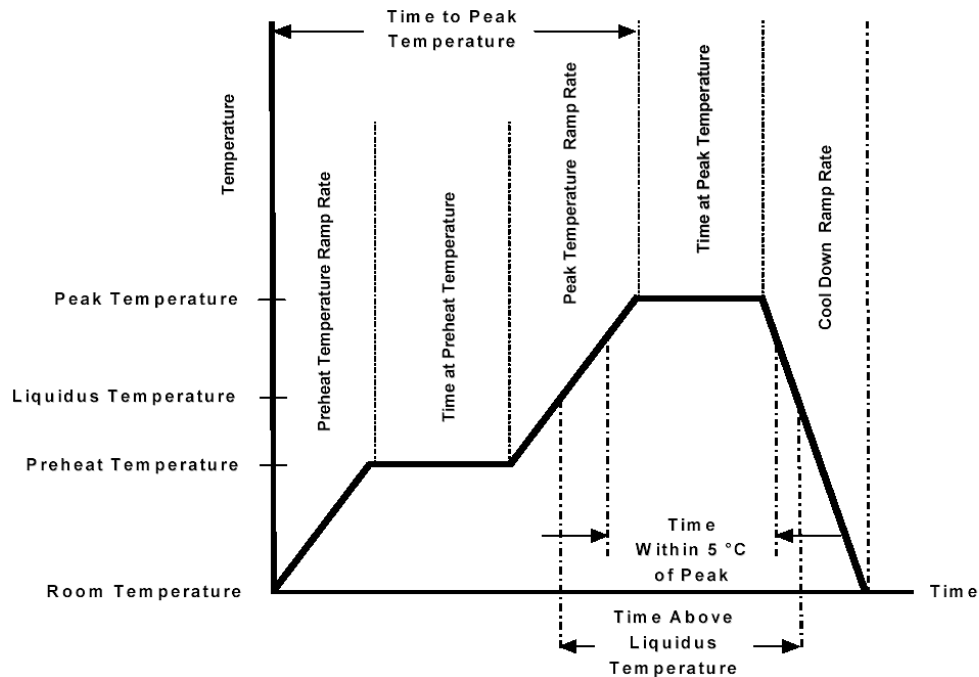 Time to Peak
Temperature
Temperature
Preheat Temperature Ramp Rate
Time at Preheat Temperature
Peak Temperature Ramp Rate
Time at Peak Temperature
Cool Down Ramp Rate
Peak Temperature
Liquidus Temperature
Preheat Temperature
Room Temperature
Time
Within 5 °C
of Peak
Time
Time Above
Liquidus
Temperature